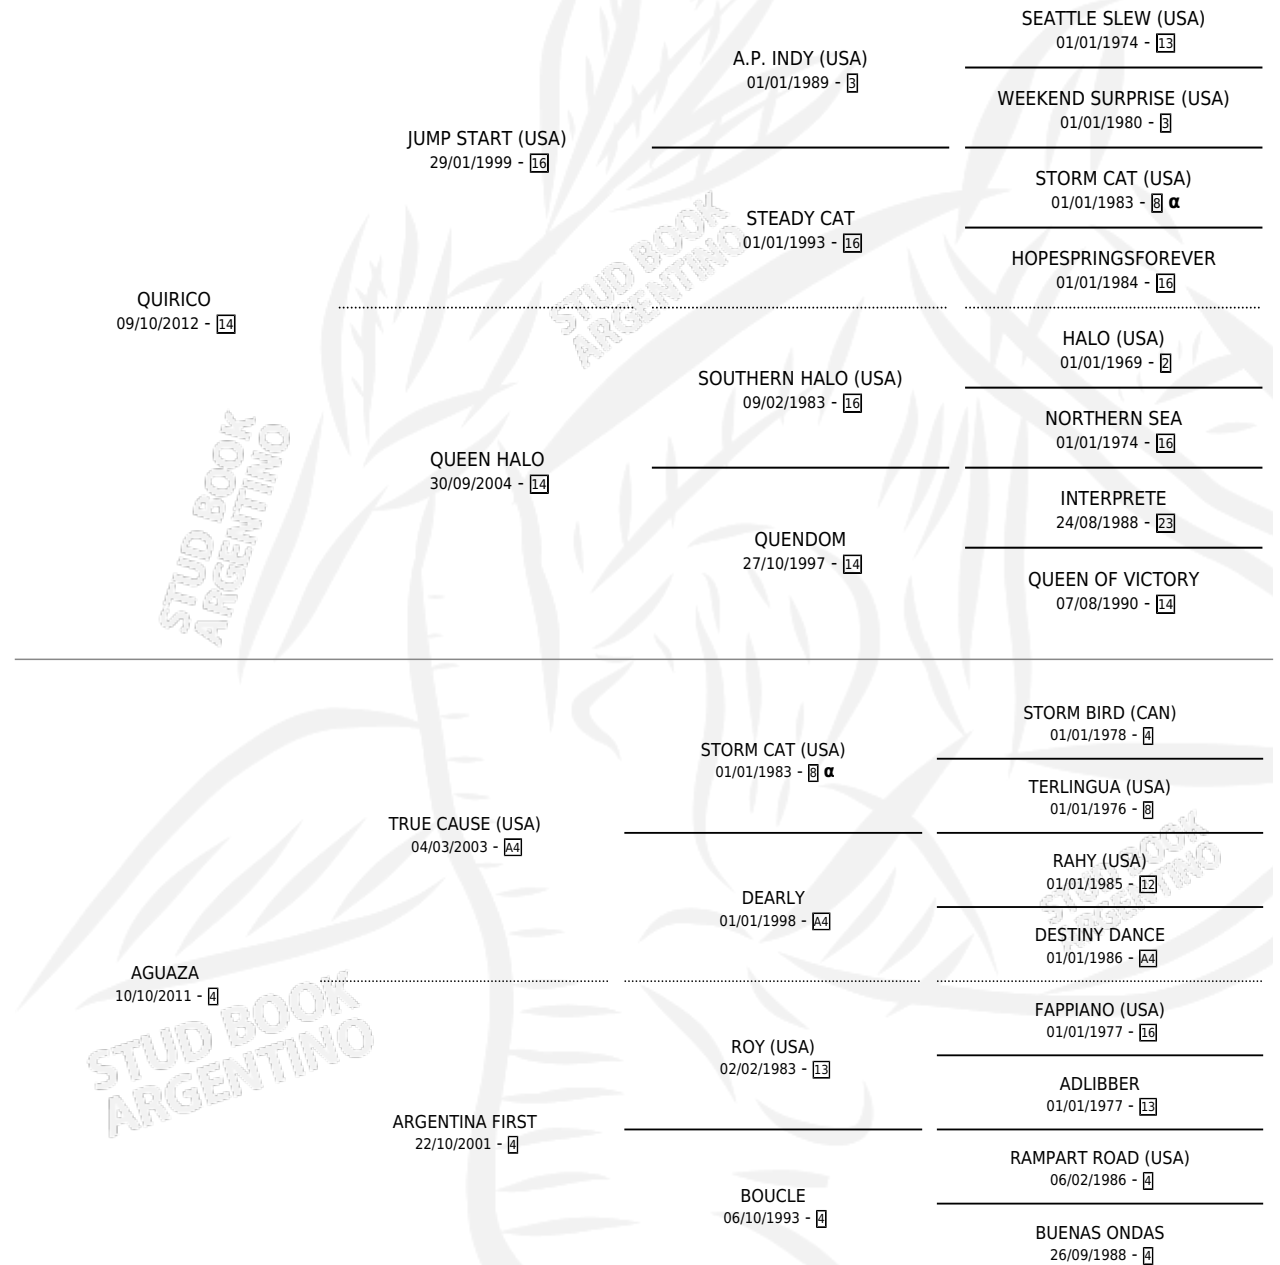 SEATTLE SLEW (USA)
01/01/1974 - 13
A.P. INDY (USA)
01/01/1989 - 3
WEEKEND SURPRISE (USA)
01/01/1980 - 3
JUMP START (USA)
29/01/1999 - 16
STORM CAT (USA)
01/01/1983 - 8 α
STEADY CAT
01/01/1993 - 16
HOPESPRINGSFOREVER
01/01/1984 - 16
QUIRICO
09/10/2012 - 14
HALO (USA)
01/01/1969 - 2
SOUTHERN HALO (USA)
09/02/1983 - 16
NORTHERN SEA
01/01/1974 - 16
QUEEN HALO
30/09/2004 - 14
INTERPRETE
24/08/1988 - 23
QUENDOM
27/10/1997 - 14
QUEEN OF VICTORY
07/08/1990 - 14
STUD BOOK
ARGENTINO
STUD BOOK
ARGENTINO
STORM BIRD (CAN)
01/01/1978 - 4
STORM CAT (USA)
01/01/1983 - 8 α
TERLINGUA (USA)
01/01/1976 - 8
TRUE CAUSE (USA)
04/03/2003 - A4
RAHY (USA)
01/01/1985 - 12
DEARLY
01/01/1998 - A4
DESTINY DANCE
01/01/1986 - A4
AGUAZA
10/10/2011 - 4
FAPPIANO (USA)
01/01/1977 - 16
ROY (USA)
02/02/1983 - 13
ADLIBBER
01/01/1977 - 13
ARGENTINA FIRST
22/10/2001 - 4
RAMPART ROAD (USA)
06/02/1986 - 4
BOUCLE
06/10/1993 - 4
BUENAS ONDAS
26/09/1988 - 4
STUD BOOK
ARGENTINO
STUD BOOK
ARGENTINO